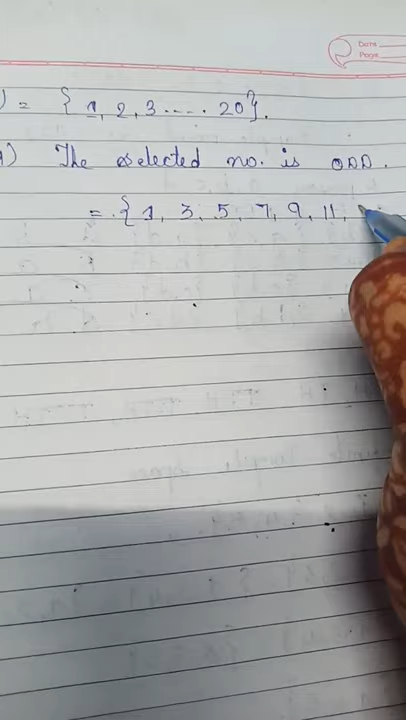 Date
Page
) = { 1, 2, 3 ..... 20}.
) The selected no. is ODD.
= { 1, 3, 5, 7, 9, 11,